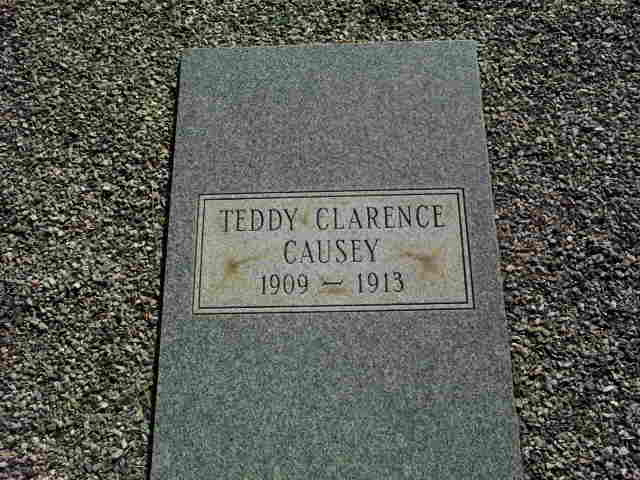 TEDDY CLARENCE
CAUSEY
1909 — 1913